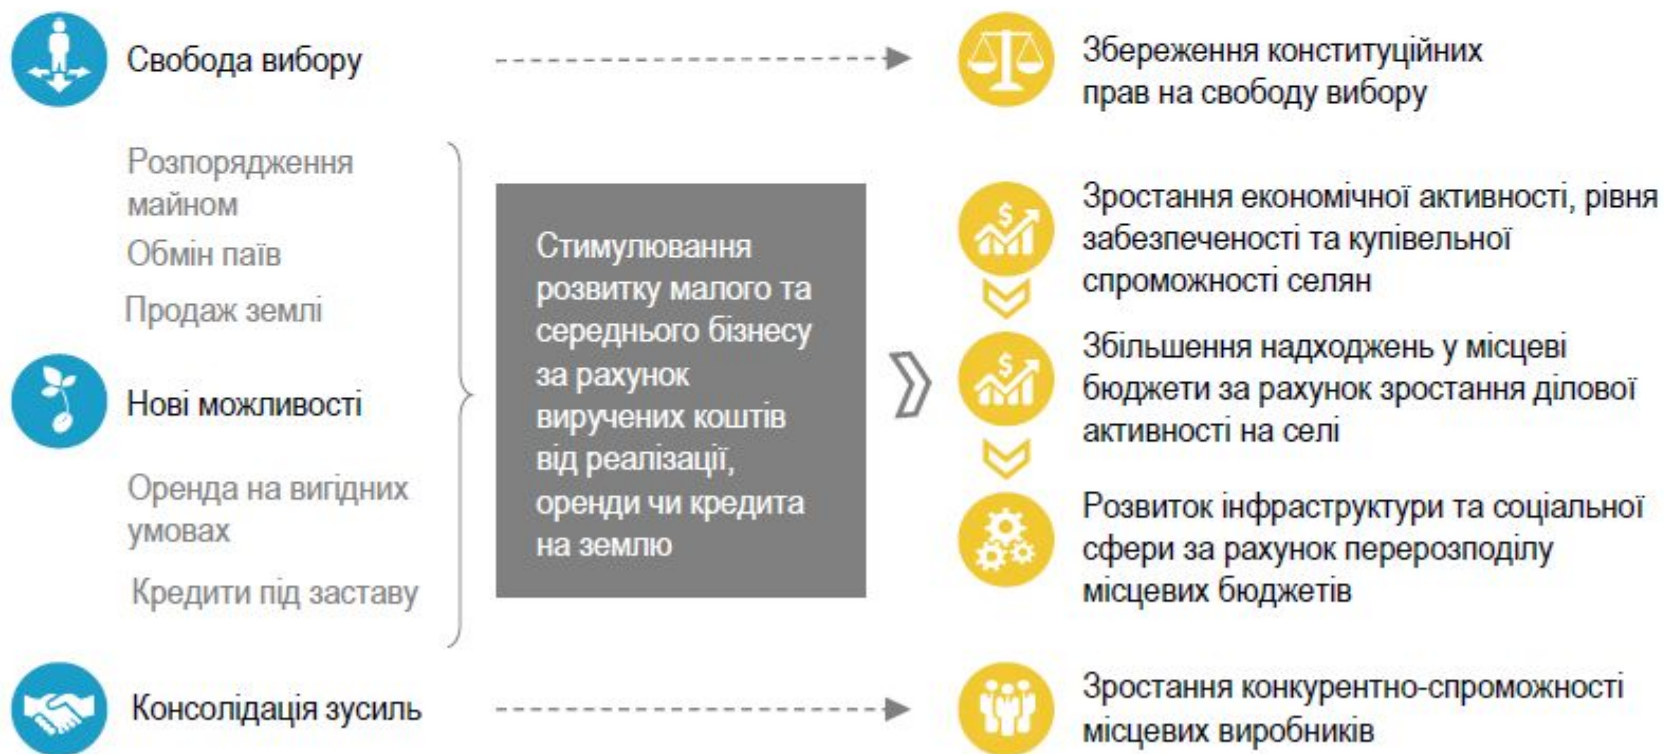 Свобода вибору
Розпорядження
майном
Обмін паїв
Продаж землі
Нові можливості
Оренда на вигідних
умовах
Кредити під заставу
Консолідація зусиль
Стимулювання
розвитку малого та
середнього бізнесу
за рахунок
виручених коштів
від реалізації,
оренди чи кредита
на землю
Збереження конституційних
прав на свободу вибору
Зростання економічної активності, рівня
забезпеченості та купівельної
спроможності селян
Збільшення надходжень у місцеві
бюджети за рахунок зростання ділової
активності на селі
Розвиток інфраструктури та соціальної
сфери за рахунок перерозподілу
місцевих бюджетів
Зростання конкурентно-спроможності
місцевих виробників